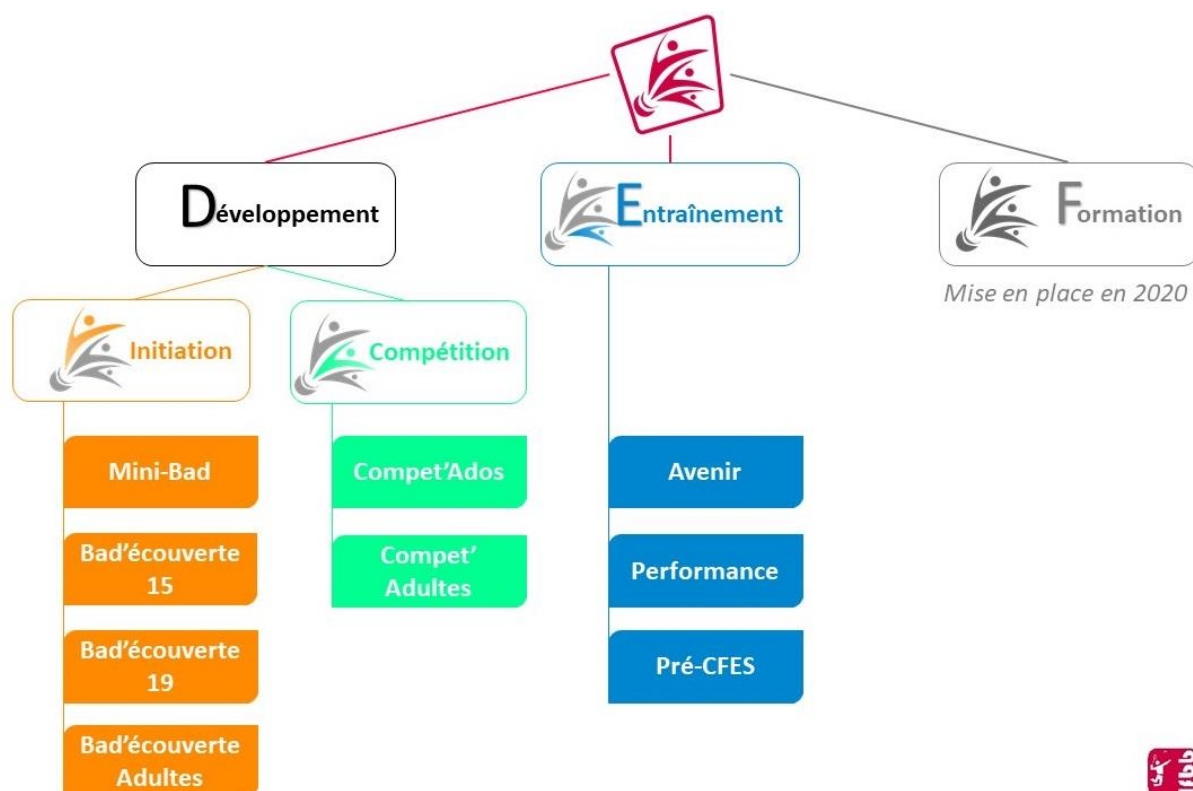 Développement
Entraînement
Formation
Mise en place en 2020
Initiation
Compétition
Mini-Bad
Compet'Ados
Avenir
Bad'écouverte
15
Compet'
Adultes
Performance
Bad'écouverte
19
Pré-CFES
Bad'écouverte
Adultes